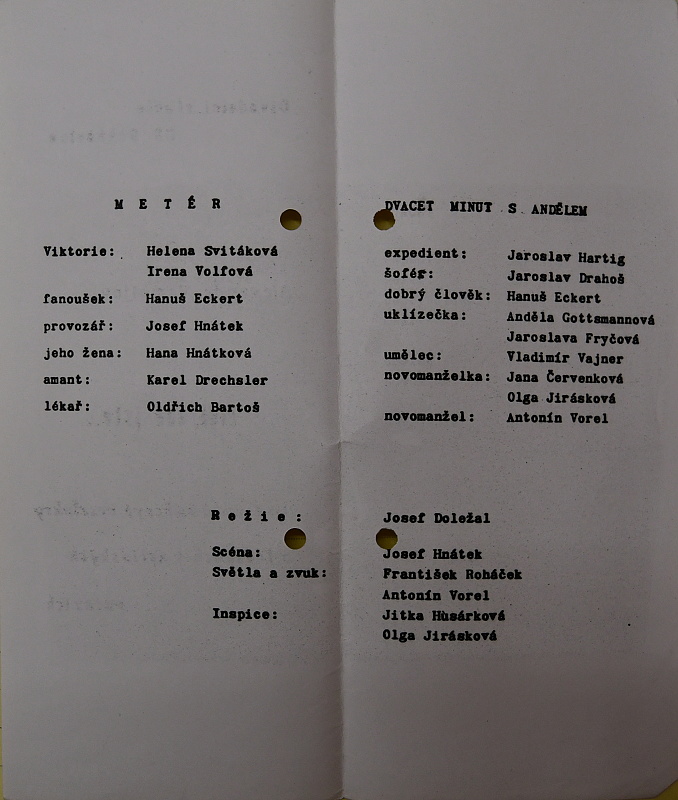 M E T É R
Viktorie: Helena Svitáková
Irena Volfová
fanoušek: Hanuš Eckert
provozář: Josef Hnátek
jeho žena: Hana Hnátková
amant: Karel Drechsler
lékař: Oldřich Bartoš
DVACET MINUT S ANDĚLEM
expedient: Jaroslav Hartig
šofér: Jaroslav Drahoš
dobrý člověk: Hanuš Eckert
uklízečka: Anděla Gottsmannová
Jaroslava Fryčová
umělec: Vladimír Vajner
novomanželka: Jana Červenková
Olga Jirásková
novomanžel: Antonín Vorel
R e ž i e : Josef Doležal
Scéna: Josef Hnátek
Světla a zvuk: František Roháček
Antonín Vorel
Inspice: Jitka Husárková
Olga Jirásková